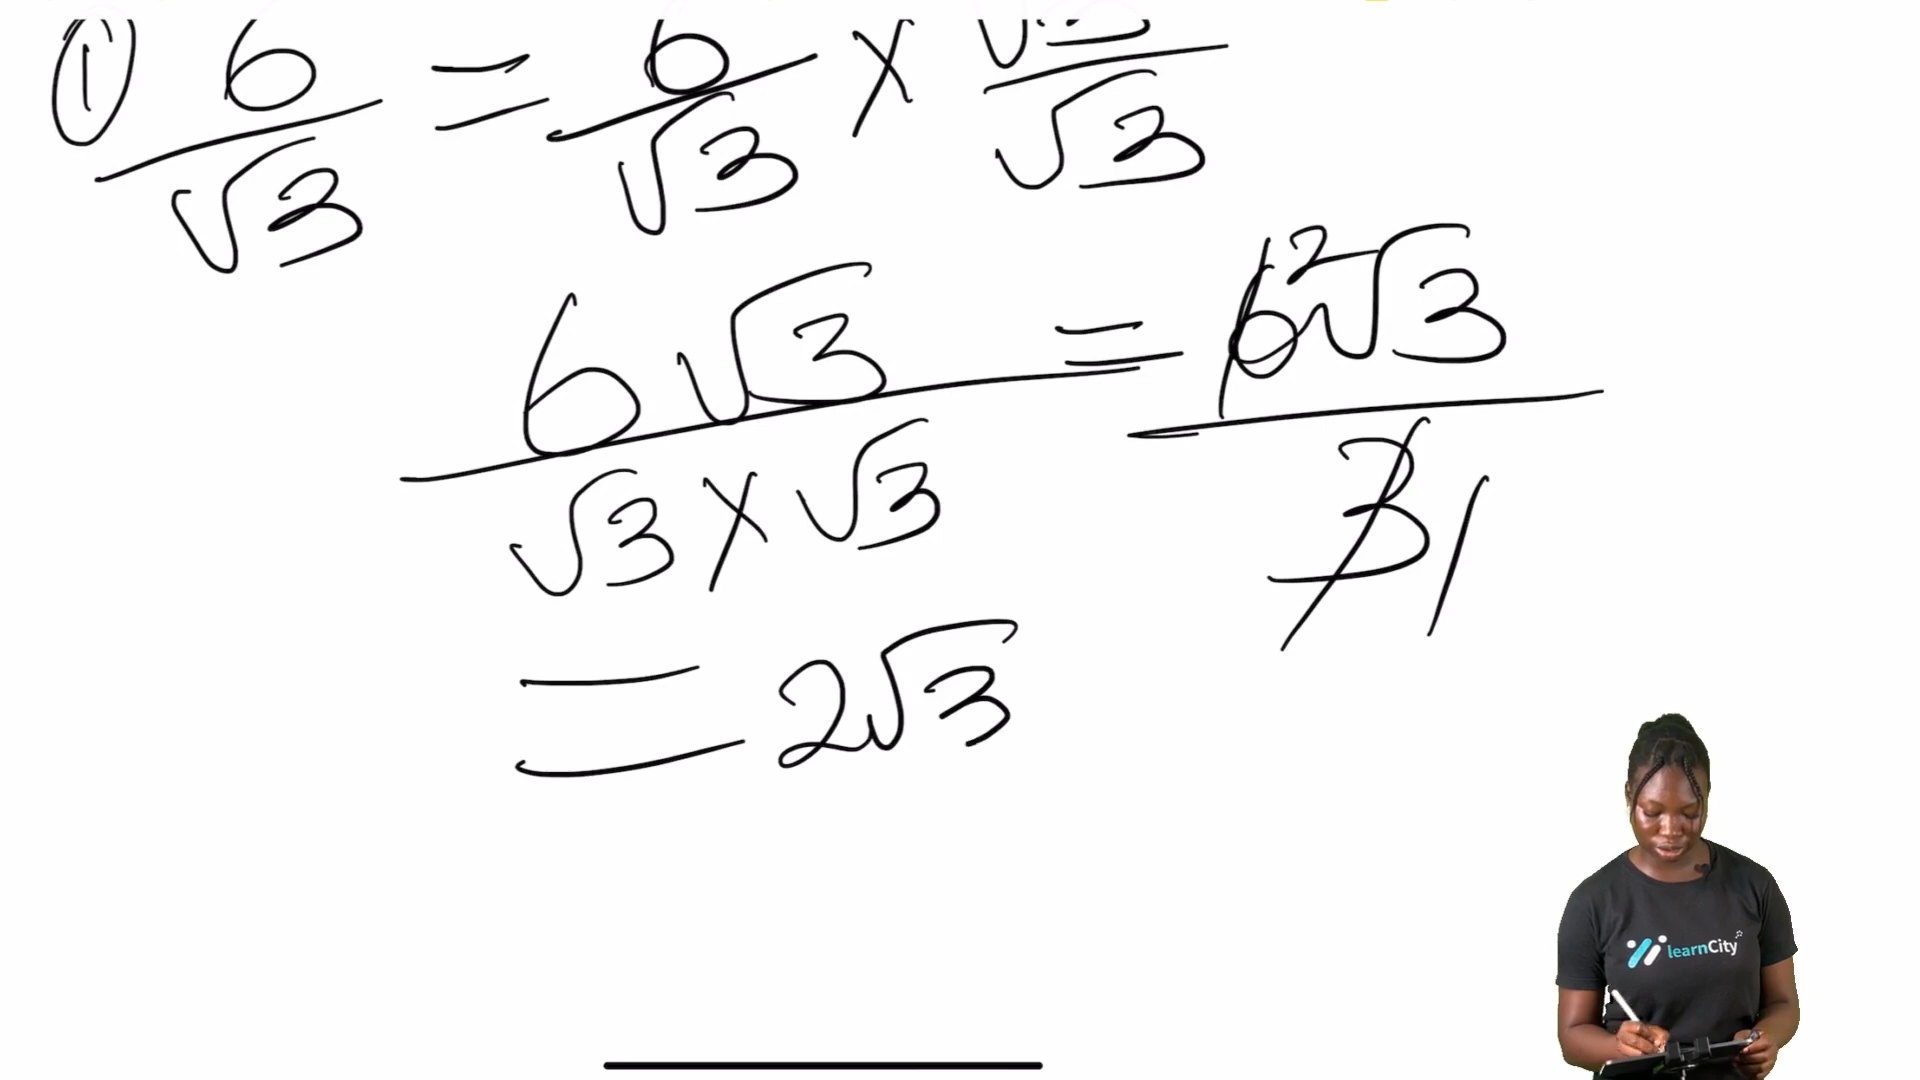 ① 6/√3 = 6/√3 × √3/√3
6√3/√3×√3 = 6²√3/3 1
= 2√3
learnCity